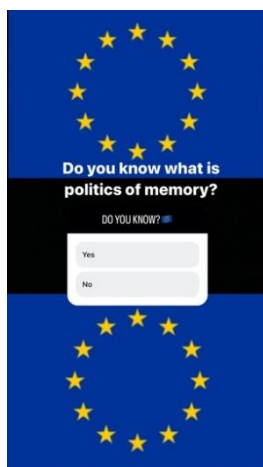 Do you know what is
politics of memory?
DO YOU KNOW? 🇪🇺
Yes
No